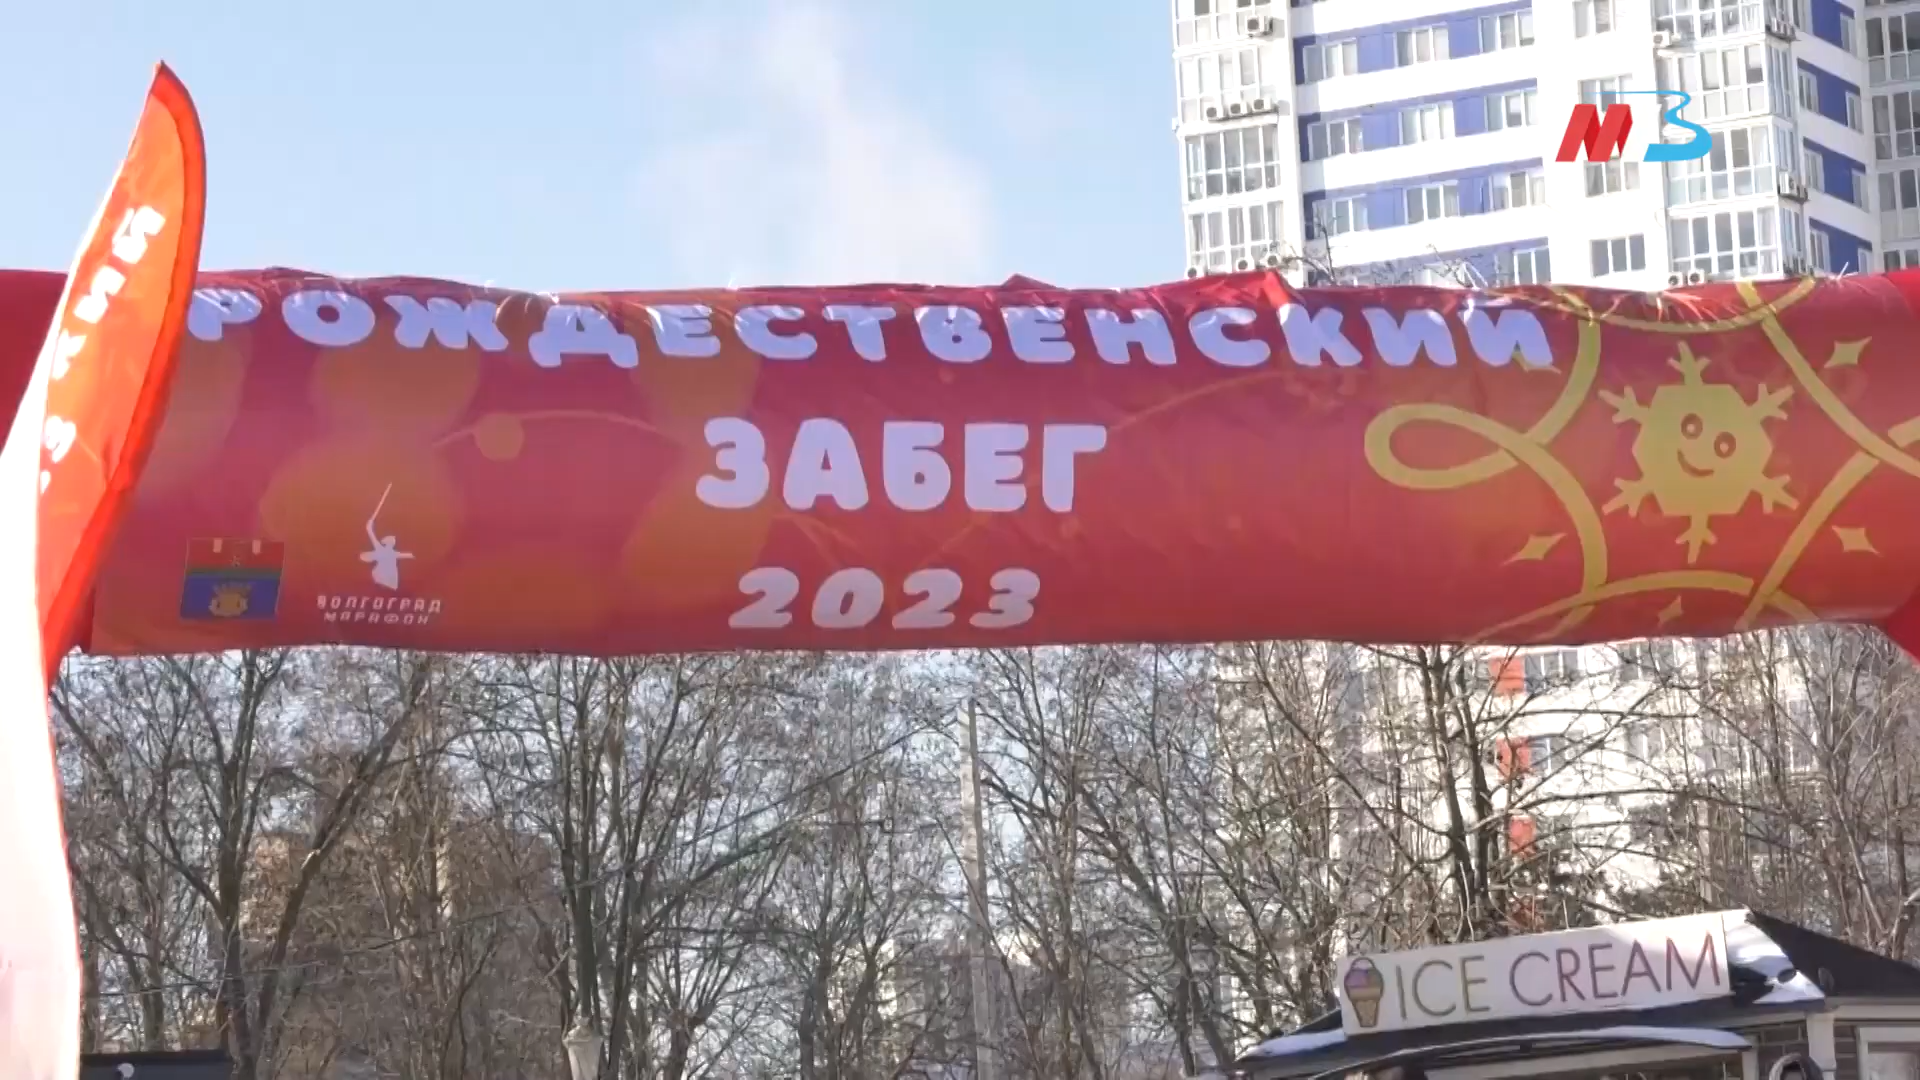 РОЖДЕСТВЕНСКИЙ
ЗАБЕГ
2023
ВОЛГОГРАД
МАРАФОН
ICE CREAM